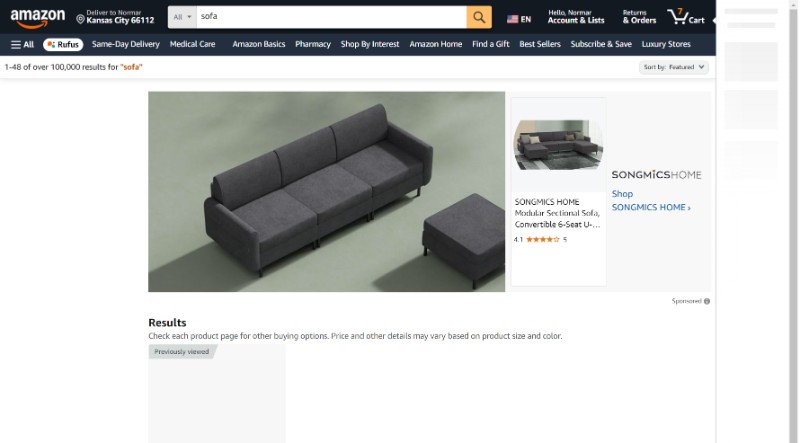 amazon
Deliver to Normar
Kansas City 66112
All
sofa
EN
Hello, Normar
Account & Lists
Returns
& Orders
7
Cart
All
Rufus
Same-Day Delivery
Medical Care
Amazon Basics
Pharmacy
Shop By Interest
Amazon Home
Find a Gift
Best Sellers
Subscribe & Save
Luxury Stores
1-48 of over 100,000 results for "sofa"
Sort by: Featured
SONGMICS HOME
Modular Sectional Sofa,
Convertible 6-Seat U-...
4.1
5
SONGMICSHOME
Shop
SONGMICS HOME ›
Sponsored
Results
Check each product page for other buying options. Price and other details may vary based on product size and color.
Previously viewed